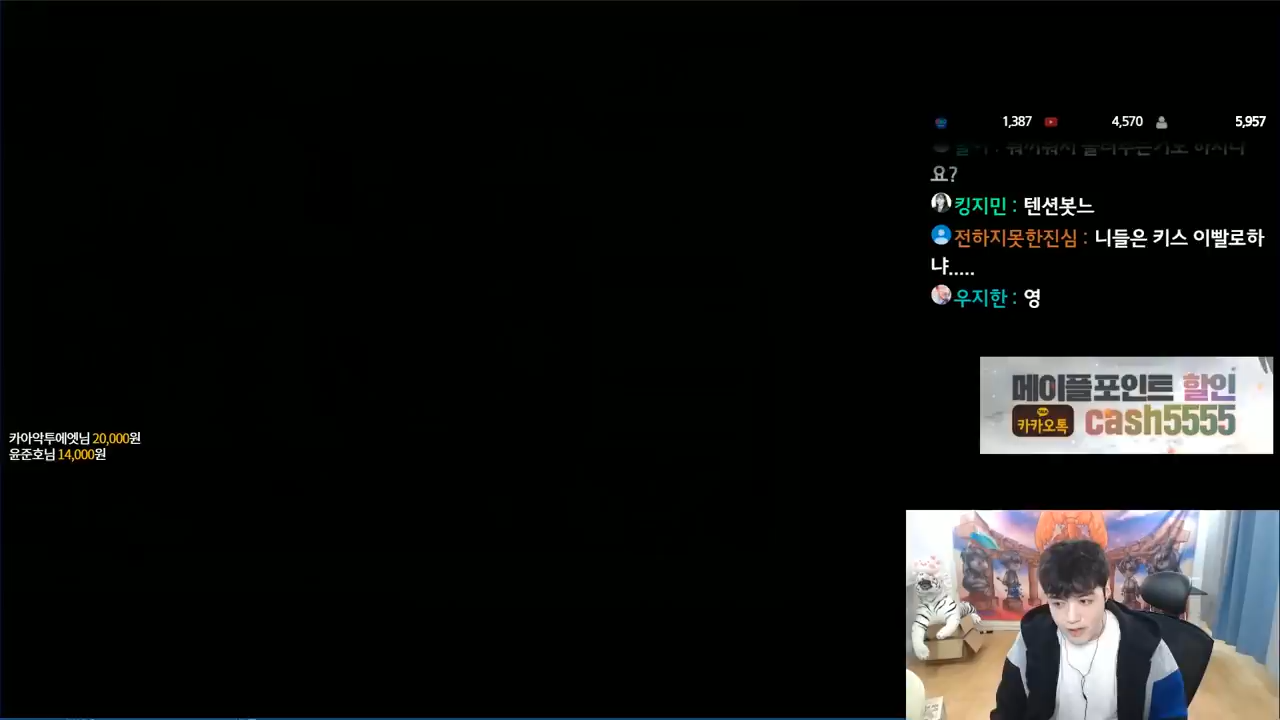 1,387 4,570 5,957
요?
킹지민 : 텐션봇느
전하지못한진심 : 니들은 키스 이빨로하
냐.....
우지한 : 영
메이플포인트 할인
카카오톡 cash5555
카아악투에엣님 20,000원
윤준호님 14,000원